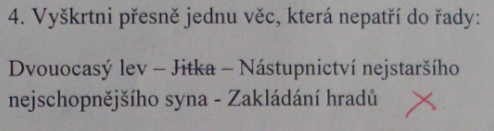 4. Vyškrtni přesně jednu věc, která nepatří do řady:
Dvouocasý lev – Jitka – Nástupnictví nejstaršího
nejschopnějšího syna - Zakládání hradů